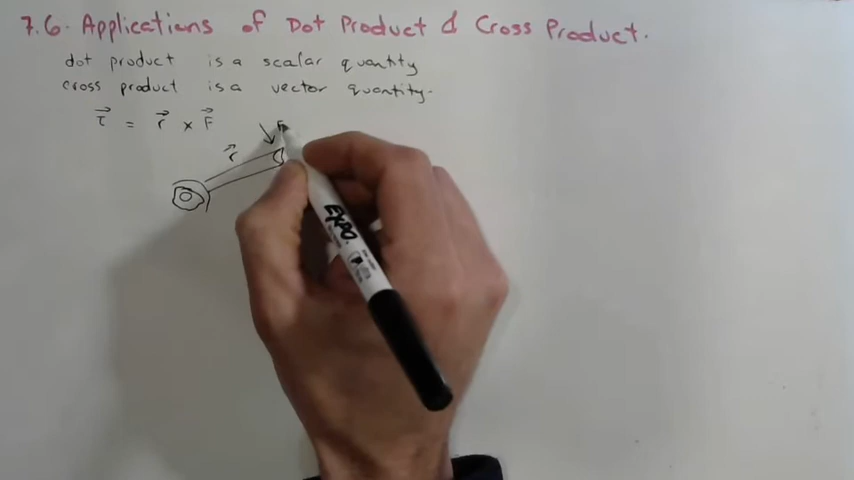 7.6. Applications of Dot Product & Cross Product.
dot product is a scalar quantity
cross product is a vector quantity.
τ⃗ = r⃗ × F⃗
r⃗
F
EXPO